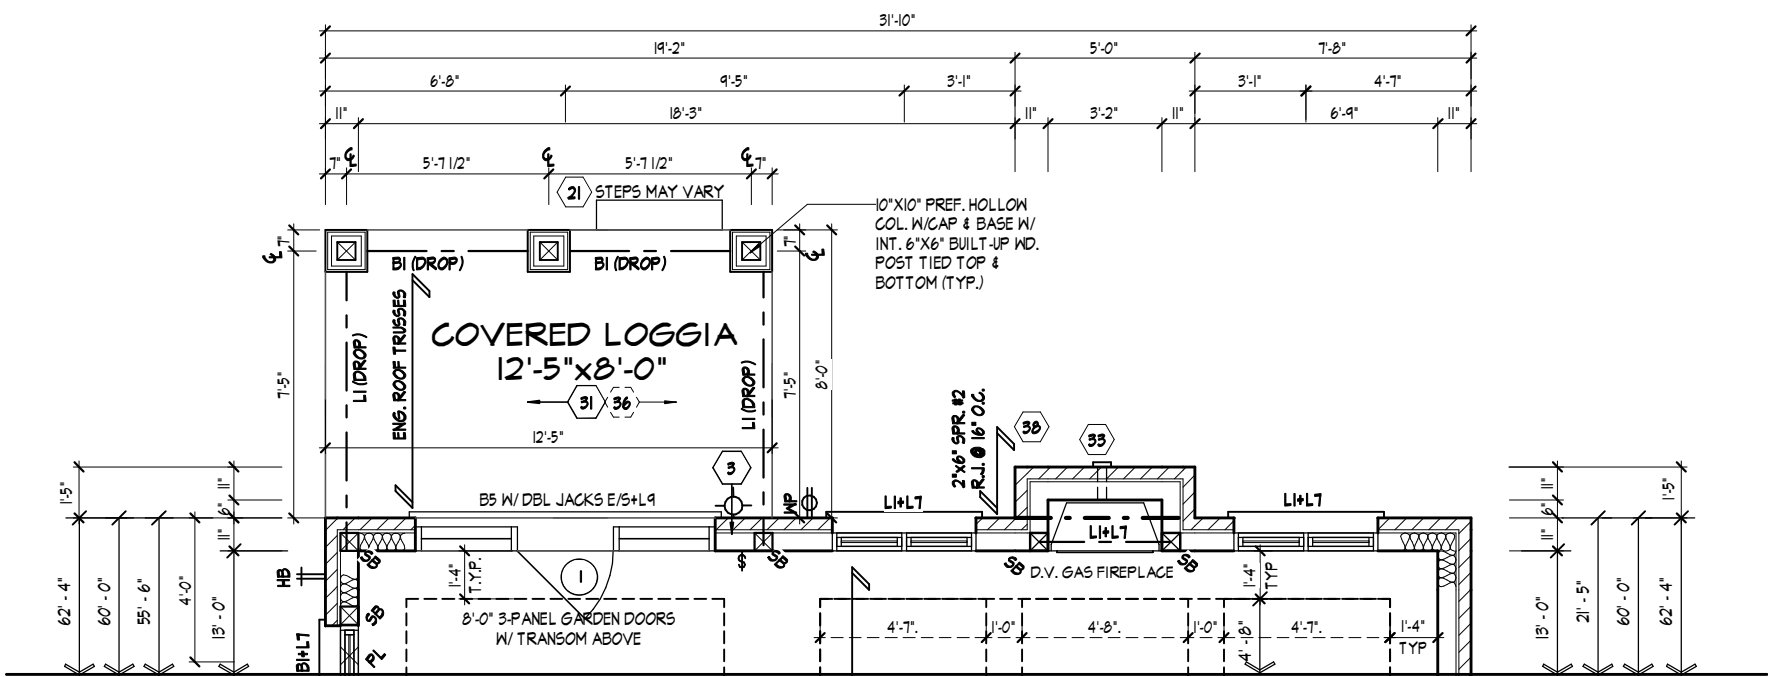 31'-10"
19'-2" 5'-0" 7'-8"
6'-8" 9'-5" 3'-1" 3'-1" 4'-7"
11" 18'-3" 11" 3'-2" 11" 6'-9" 11"
7" ℄ 5'-7 1/2" ℄ 5'-7 1/2" ℄ 7"
21 STEPS MAY VARY
10"X10" PREF. HOLLOW
COL. W/CAP & BASE W/
INT. 6"X6" BUILT-UP WD.
POST TIED TOP &
BOTTOM (TYP.)
℄ 7" 7" ℄
B1 (DROP) B1 (DROP)
ENG. ROOF TRUSSES
COVERED LOGGIA
12'-5"x8'-0"
L1 (DROP) L1 (DROP)
7'-5" 7'-5" 8'-0"
31 36
12'-5"
2"x6" SPR. #2
R.J. @ 16" O.C.
38 33
3
B5 W/ DBL JACKS E/S+L9
WP
L1+L7 L1+L7 L1+L7
1'-5" 11" 6" 11"
11" 6" 11" 1'-5"
SB SB SB SB
$
HB
D.V. GAS FIREPLACE
1'-4"
T.Y.P.
1
1'-4"
TYP
62' - 4" 60' - 0" 55' - 6" 4'-0" 13' - 0"
SB
8'-0" 3-PANEL GARDEN DOORS
W/ TRANSOM ABOVE
4'-7". 1'-0" 4'-8". 1'-0" 4'-7". 1'-4"
TYP
4' -18"
B1+L7
PL
13' - 0" 21' - 5" 60' - 0" 62' - 4"